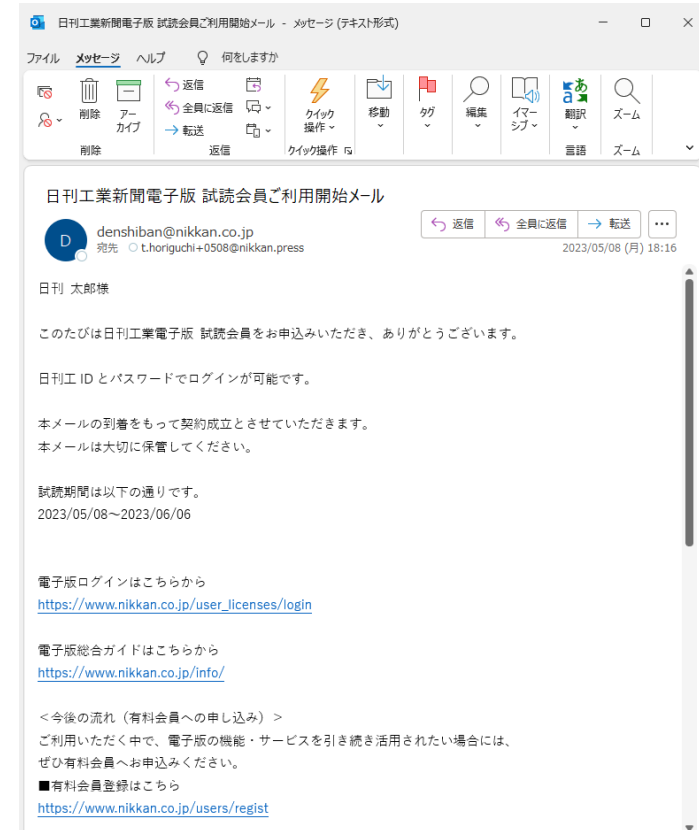 日刊工業新聞電子版 試読会員ご利用開始メール - メッセージ (テキスト形式)
ファイル メッセージ ヘルプ 何をしますか
削除
アーカイブ
返信
全員に返信
転送
クイック操作
移動
タグ
編集
イマーシブ
翻訳
ズーム
削除 返信 クイック操作 言語 ズーム
日刊工業新聞電子版 試読会員ご利用開始メール
D
denshiban@nikkan.co.jp
宛先 t.horiguchi+0508@nikkan.press
返信 全員に返信 転送 …
2023/05/08 (月) 18:16
日刊 太郎様
このたびは日刊工業電子版 試読会員をお申込みいただき、ありがとうございます。
日刊工 ID とパスワードでログインが可能です。
本メールの到着をもって契約成立とさせていただきます。
本メールは大切に保管してください。
試読期間は以下の通りです。
2023/05/08～2023/06/06
電子版ログインはこちらから
https://www.nikkan.co.jp/user_licenses/login
電子版総合ガイドはこちらから
https://www.nikkan.co.jp/info/
＜今後の流れ（有料会員への申し込み）＞
ご利用いただく中で、電子版の機能・サービスを引き続き活用されたい場合には、
ぜひ有料会員へお申込みください。
■有料会員登録はこちら
https://www.nikkan.co.jp/users/regist